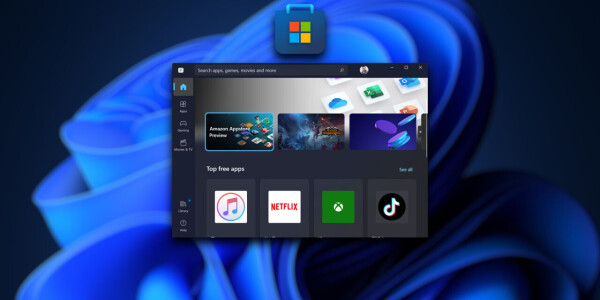 Search apps, games, movies and more
Apps
Gaming
Movies & TV
Amazon Appstore
Preview
Top free apps
See all
NETFLIX
Library
Help